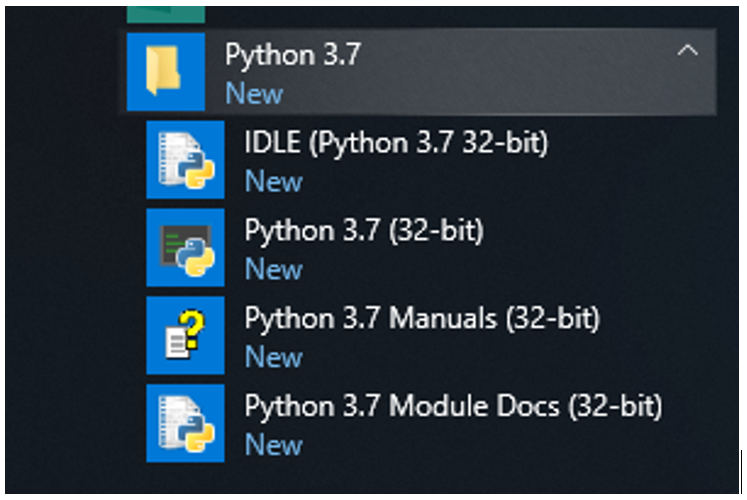 Python 3.7
New
IDLE (Python 3.7 32-bit)
New
Python 3.7 (32-bit)
New
Python 3.7 Manuals (32-bit)
New
Python 3.7 Module Docs (32-bit)
New